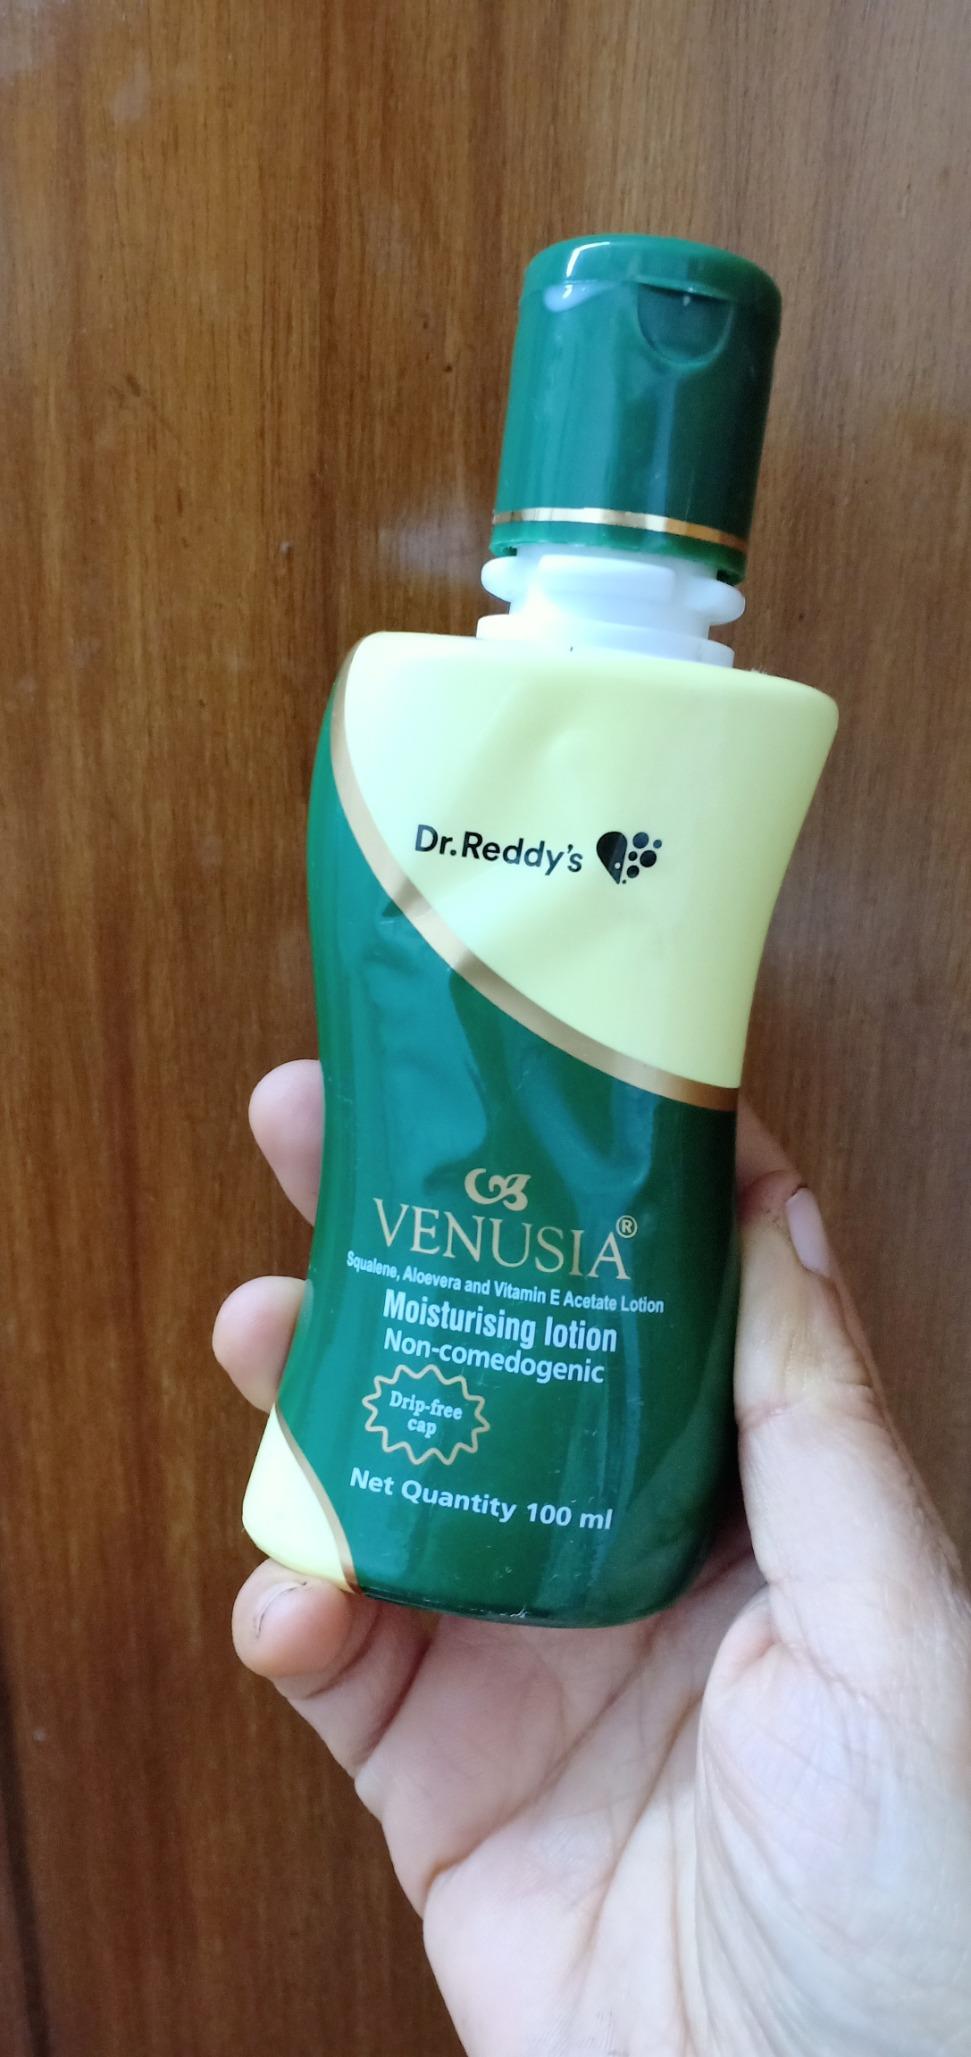 Dr.Reddy's
VENUSIA®
Squalene, Aloevera and Vitamin E Acetate Lotion
Moisturising lotion
Non-comedogenic
Drip-free
cap
Net Quantity 100 ml